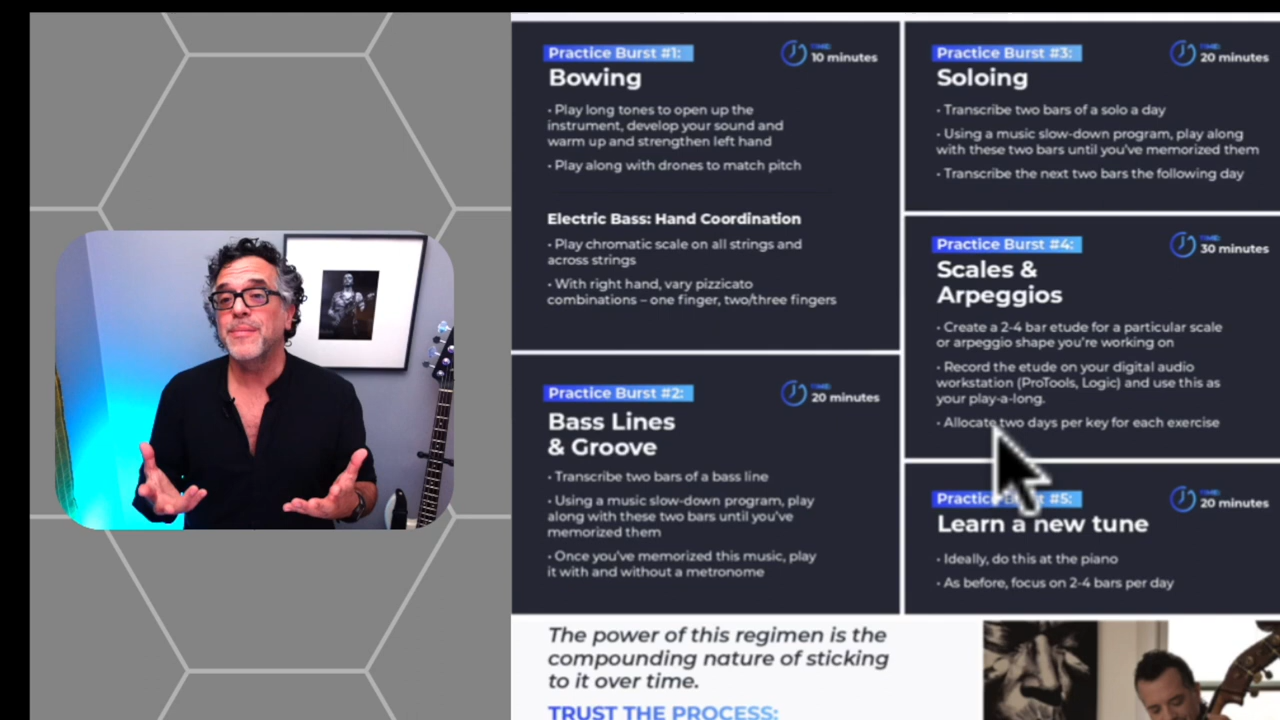 Practice Burst #1:
TIME:
10 minutes
Bowing
• Play long tones to open up the
instrument, develop your sound and
warm up and strengthen left hand
• Play along with drones to match pitch
Electric Bass: Hand Coordination
• Play chromatic scale on all strings and
across strings
• With right hand, vary pizzicato
combinations – one finger, two/three fingers
Practice Burst #2:
TIME:
20 minutes
Bass Lines
& Groove
• Transcribe two bars of a bass line
• Using a music slow-down program, play
along with these two bars until you've
memorized them
• Once you've memorized this music, play
it with and without a metronome
Practice Burst #3:
TIME:
20 minutes
Soloing
• Transcribe two bars of a solo a day
• Using a music slow-down program, play along
with these two bars until you've memorized them
• Transcribe the next two bars the following day
Practice Burst #4:
TIME:
30 minutes
Scales &
Arpeggios
• Create a 2-4 bar etude for a particular scale
or arpeggio shape you're working on
• Record the etude on your digital audio
workstation (ProTools, Logic) and use this as
your play-a-long.
• Allocate two days per key for each exercise
Practice Burst #5:
TIME:
20 minutes
Learn a new tune
• Ideally, do this at the piano
• As before, focus on 2-4 bars per day
The power of this regimen is the
compounding nature of sticking
to it over time.
TRUST THE PROCESS: